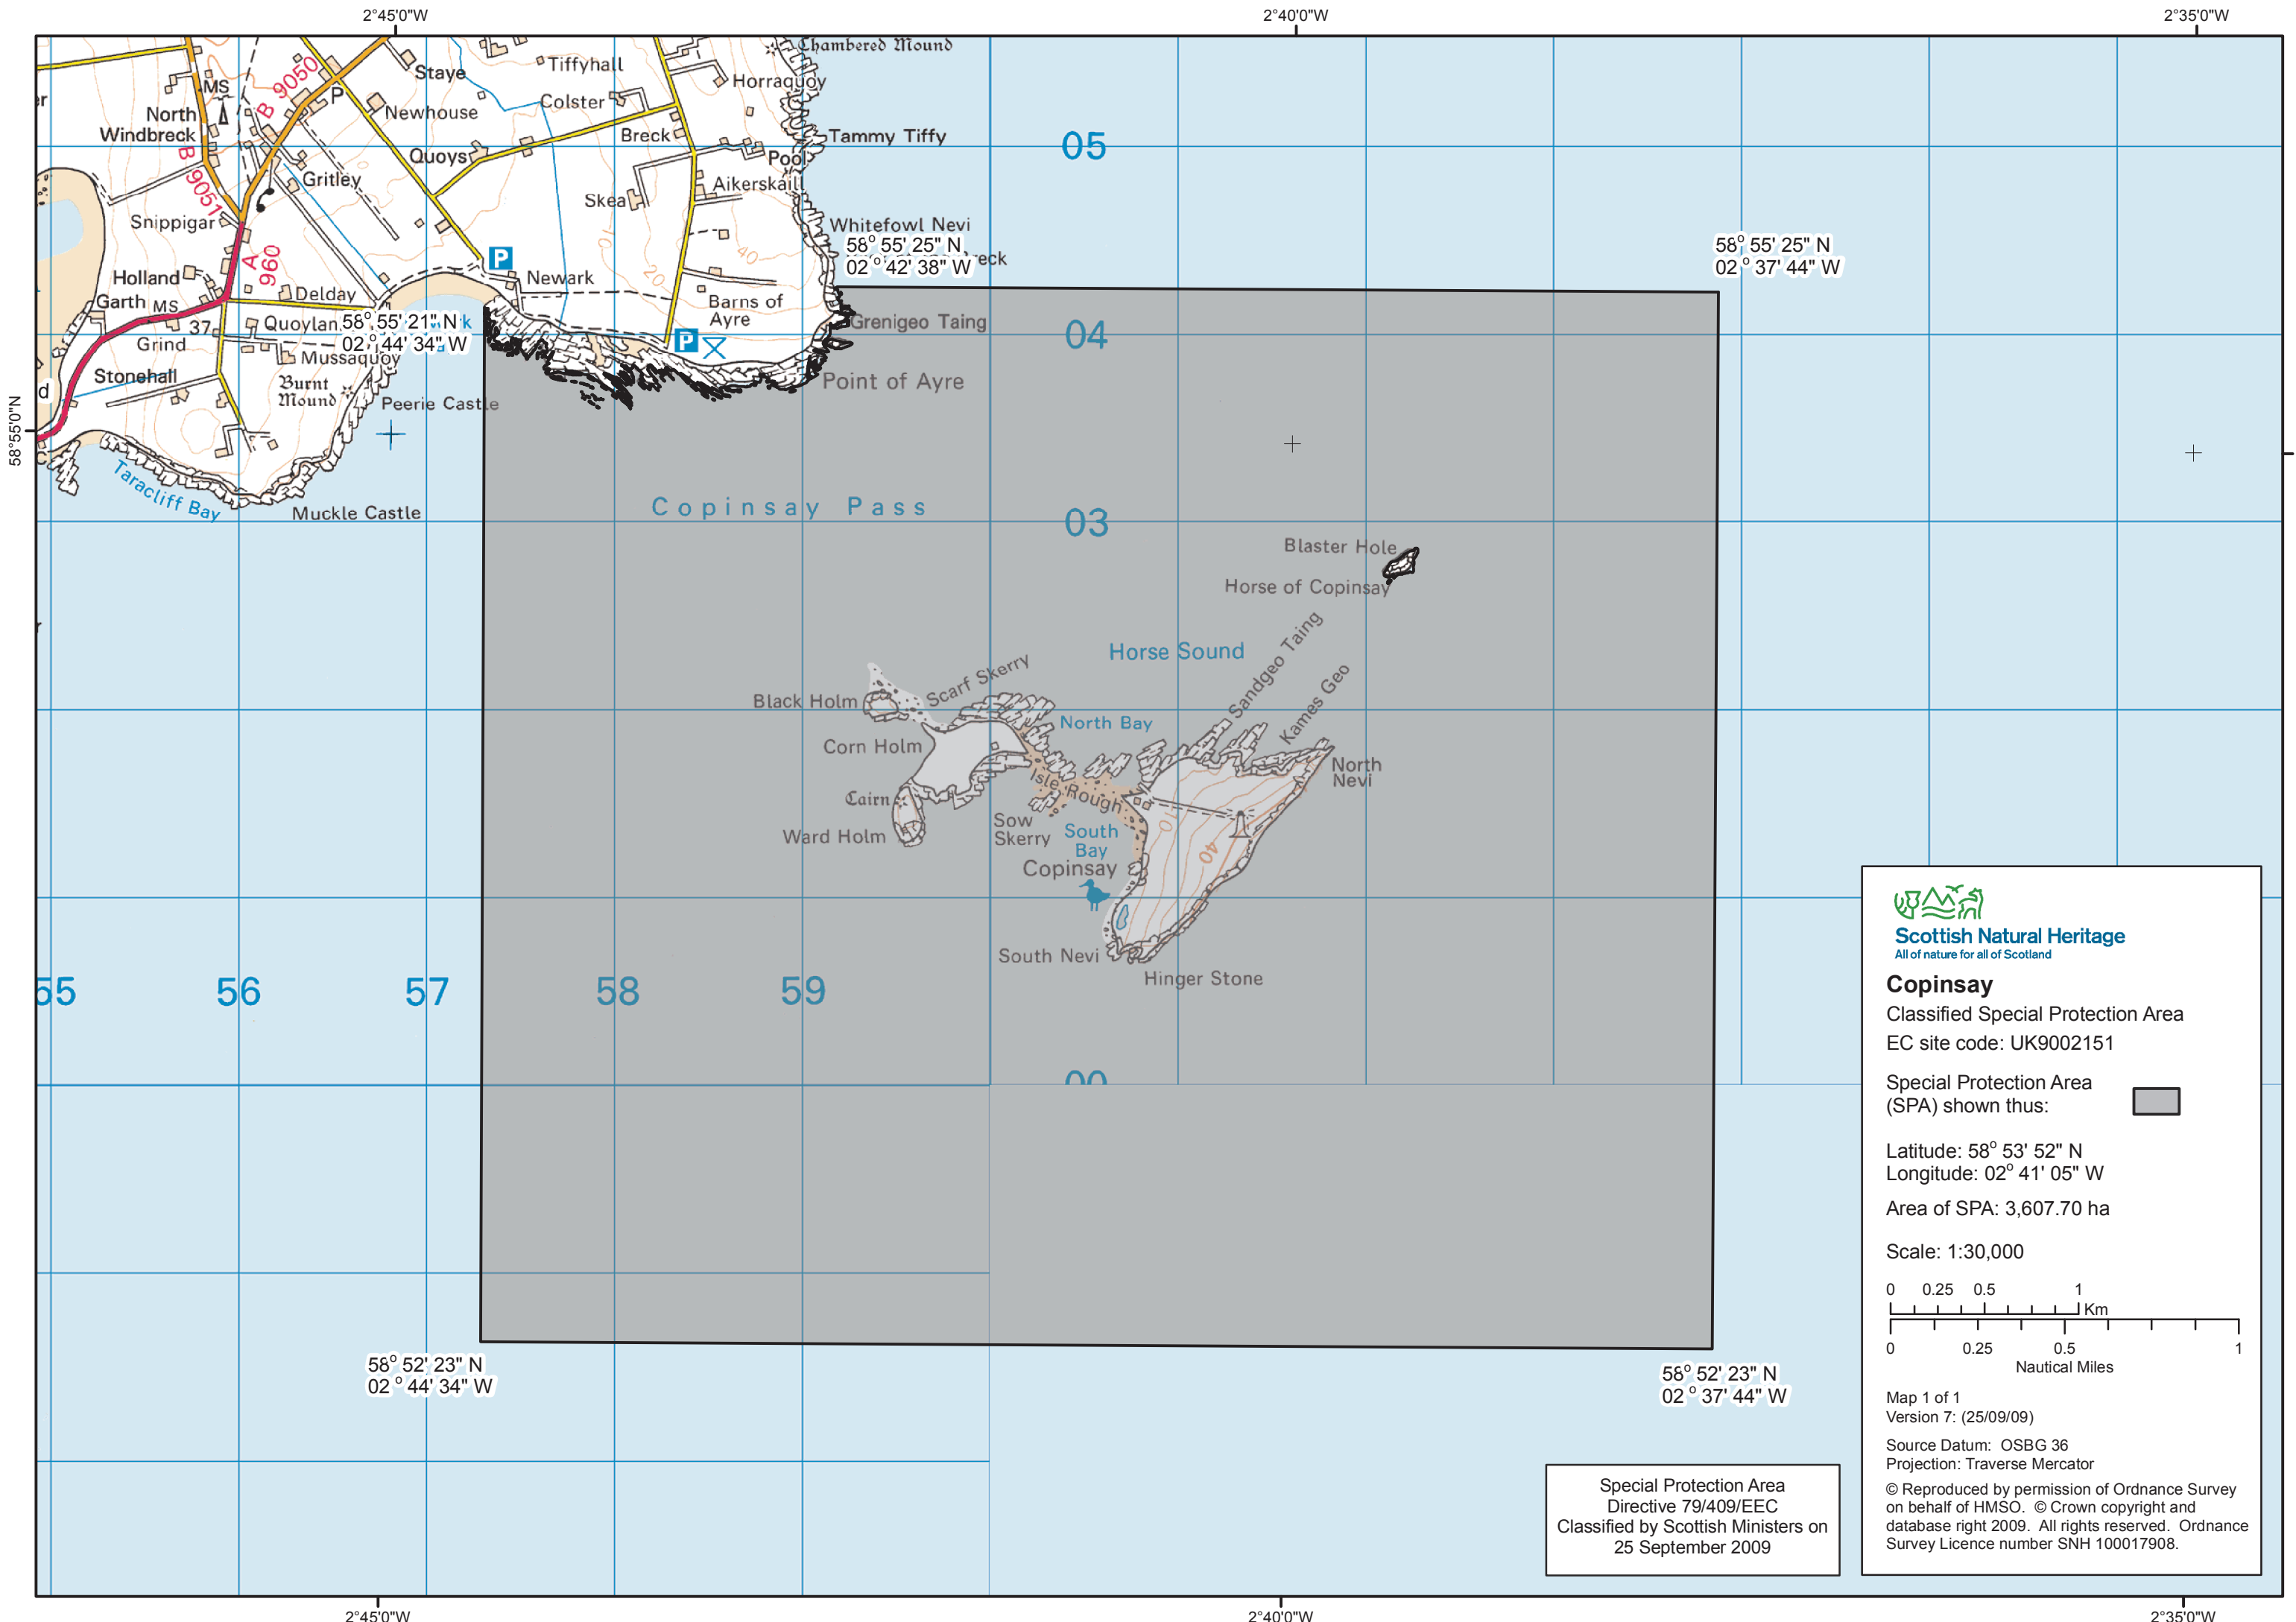 2°45'0"W
2°40'0"W
2°35'0"W
58°55'0"N
Chambered Mound
Staye
Tiffyhall
Horraquoy
MS
B 9050
P
Colster
North
Windbreck
Newhouse
Breck
Tammy Tiffy
05
B 9051
Quoys
Pool
Gritley
Aikerskaill
Skea
Snippigar
Whitefowl Nevi
A 960
P
58° 55' 25" N
02° 42' 38" W
58° 55' 25" N
02° 37' 44" W
Holland
Newark
Garth
MS
Delday
Barns of
Ayre
20
40
10
37
Quoylan
58° 55' 21" N
02° 44' 34" W
Grenigeo Taing
04
Grind
Mussaquoy
P
Stonehall
Burnt
Mound
Point of Ayre
Peerie Castle
Taracliff Bay
Muckle Castle
Copinsay Pass
03
Blaster Hole
Horse of Copinsay
Horse Sound
Sandgeo Taing
Kames Geo
Scarf Skerry
Black Holm
North Bay
Corn Holm
North
Nevi
Isle Rough
Cairn
Sow
Skerry
Ward Holm
South
Bay
10
40
Copinsay
South Nevi
Hinger Stone
55
56
57
58
59
00
58° 52' 23" N
02° 44' 34" W
58° 52' 23" N
02° 37' 44" W
Scottish Natural Heritage
All of nature for all of Scotland
Copinsay
Classified Special Protection Area
EC site code: UK9002151
Special Protection Area
(SPA) shown thus:
Latitude: 58° 53' 52" N
Longitude: 02° 41' 05" W
Area of SPA: 3,607.70 ha
Scale: 1:30,000
0 0.25 0.5 1
Km
0 0.25 0.5 1
Nautical Miles
Map 1 of 1
Version 7: (25/09/09)
Source Datum: OSBG 36
Projection: Traverse Mercator
© Reproduced by permission of Ordnance Survey
on behalf of HMSO. © Crown copyright and
database right 2009. All rights reserved. Ordnance
Survey Licence number SNH 100017908.
Special Protection Area
Directive 79/409/EEC
Classified by Scottish Ministers on
25 September 2009
2°45'0"W
2°40'0"W
2°35'0"W